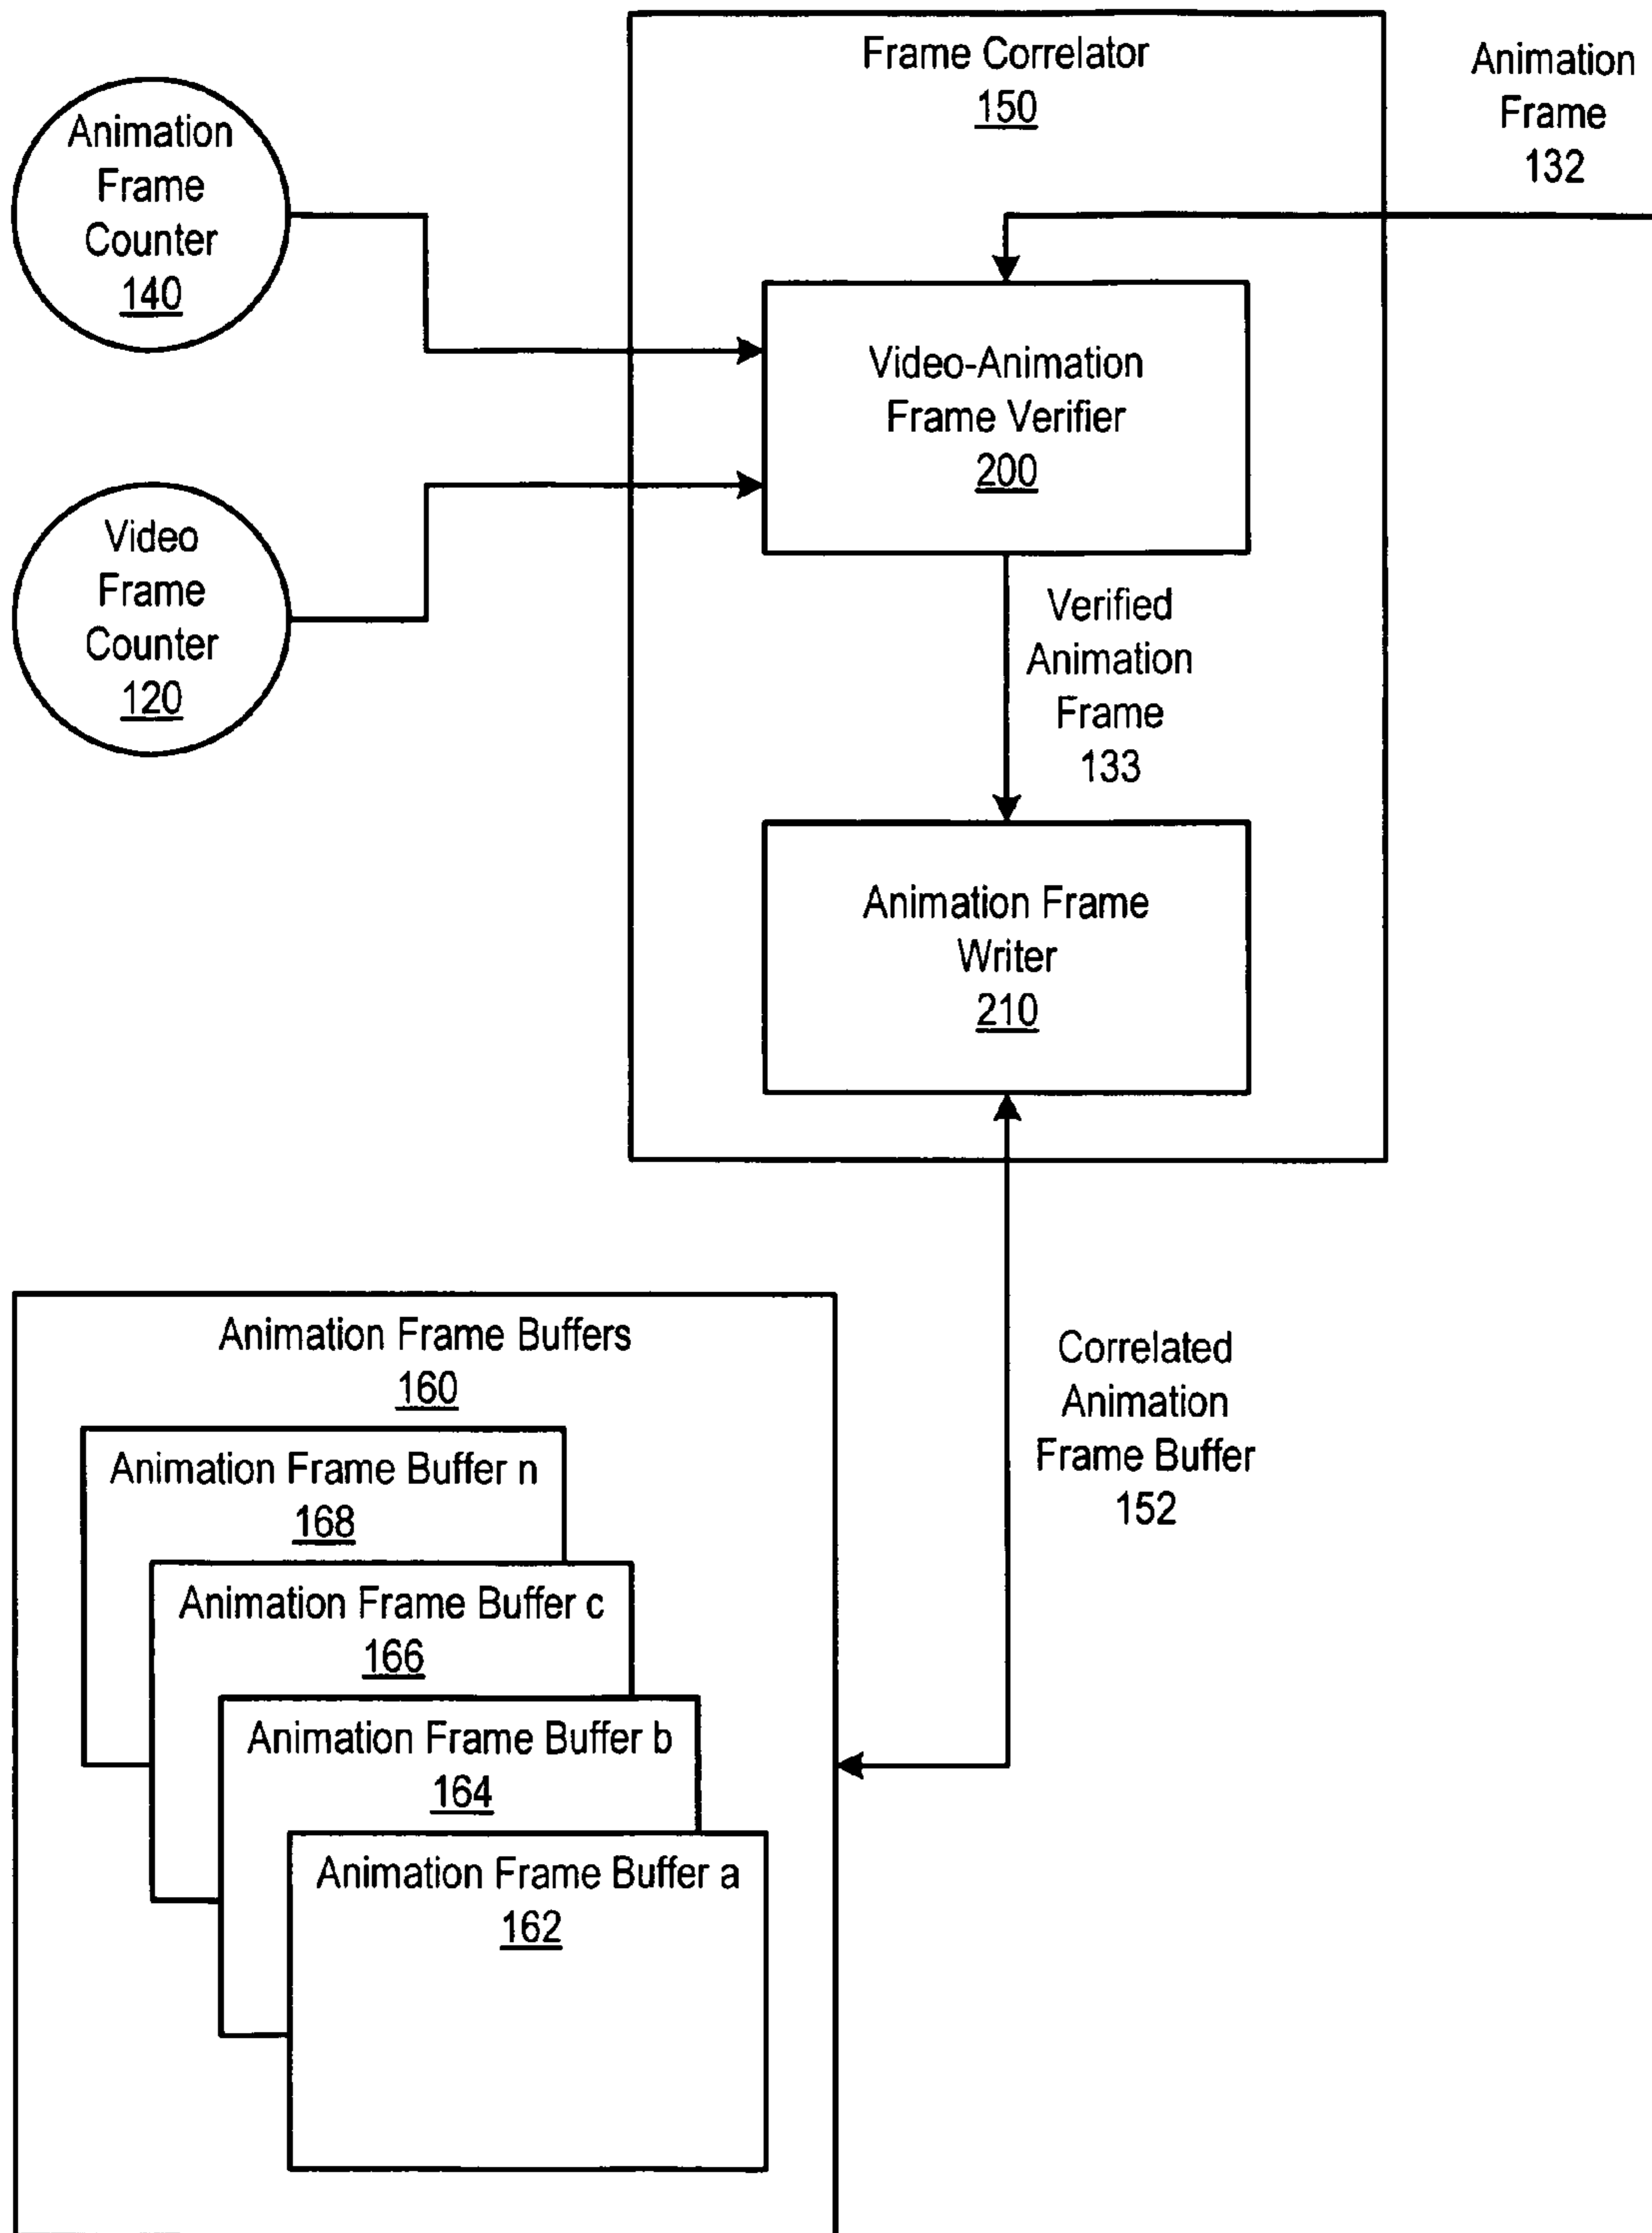 Frame Correlator
150
Animation
Frame
132
Animation
Frame
Counter
140
Video-Animation
Frame Verifier
200
Video
Frame
Counter
120
Verified
Animation
Frame
133
Animation Frame
Writer
210
Animation Frame Buffers
160
Correlated
Animation
Frame Buffer
152
Animation Frame Buffer n
168
Animation Frame Buffer c
166
Animation Frame Buffer b
164
Animation Frame Buffer a
162